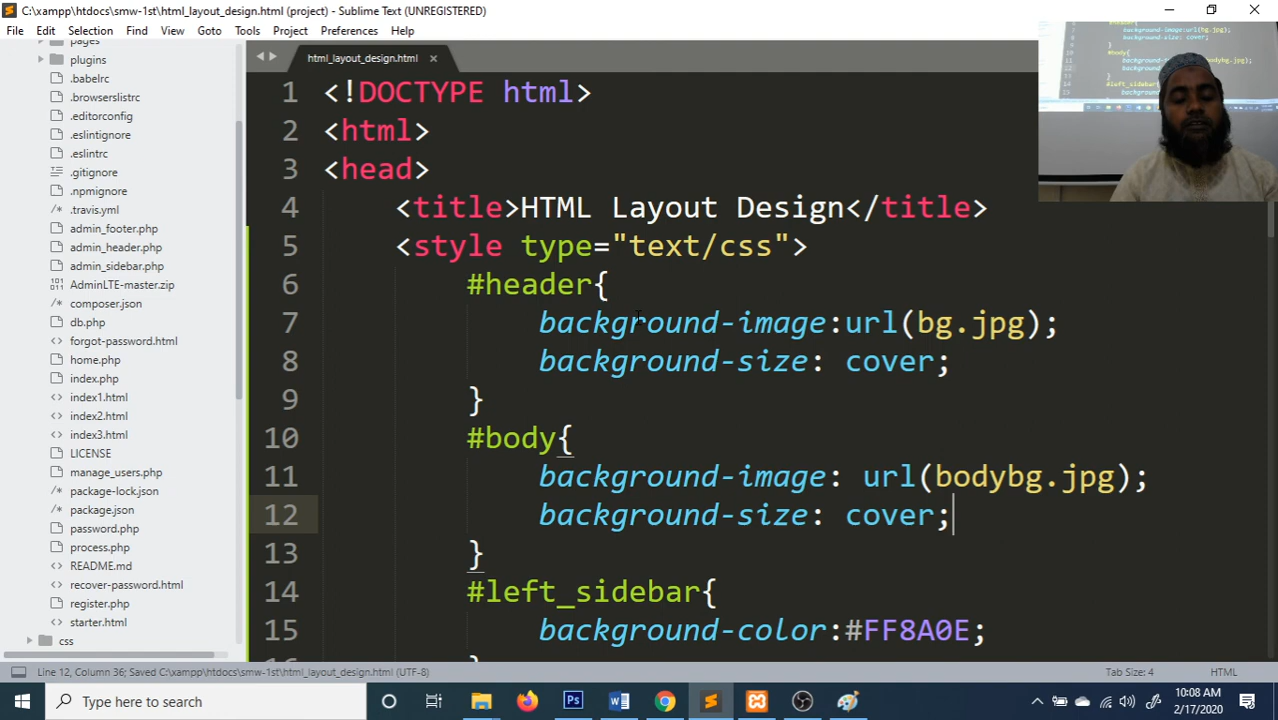 C:\xampp\htdocs\smw-1st\html_layout_design.html (project) - Sublime Text (UNREGISTERED)
File Edit Selection Find View Goto Tools Project Preferences Help
pages
plugins
.babelrc
.browserslistrc
.editorconfig
.eslintignore
.eslintrc
.gitignore
.npmignore
.travis.yml
admin_footer.php
admin_header.php
admin_sidebar.php
AdminLTE-master.zip
composer.json
db.php
forgot-password.html
home.php
index.php
index1.html
index2.html
index3.html
LICENSE
manage_users.php
package-lock.json
package.json
password.php
process.php
README.md
recover-password.html
register.php
starter.html
css
html_layout_design.html
1 <!DOCTYPE html>
2 <html>
3 <head>
4 <title>HTML Layout Design</title>
5 <style type="text/css">
6 #header{
7 background-image:url(bg.jpg);
8 background-size: cover;
9 }
10 #body{
11 background-image: url(bodybg.jpg);
12 background-size: cover;
13 }
14 #left_sidebar{
15 background-color:#FF8A0E;
Line 12, Column 36; Saved C:\xampp\htdocs\smw-1st\html_layout_design.html (UTF-8)
Tab Size: 4
HTML
Type here to search
10:08 AM
2/17/2020